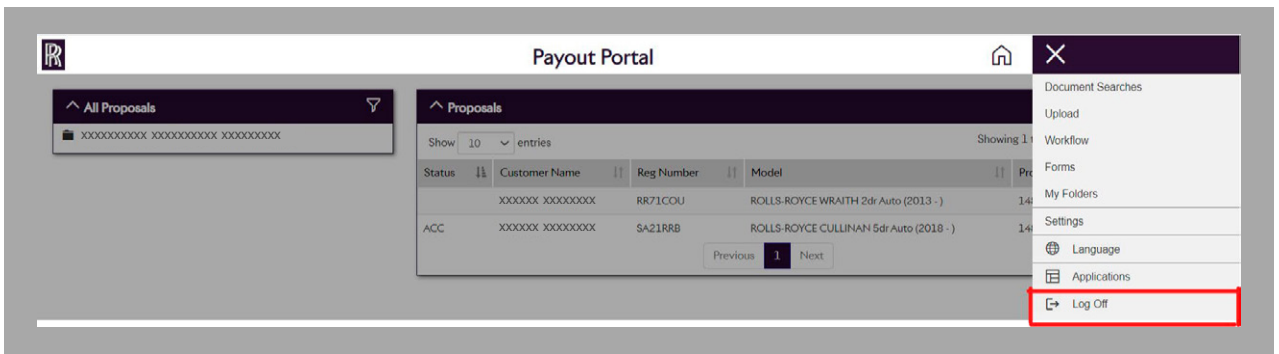 RR
Payout Portal
All Proposals
XXXXXXXXXX XXXXXXXXXX XXXXXXXXX
Proposals
Show 10 entries
Showing 1
Status Customer Name Reg Number Model
XXXXXX XXXXXXXX RR71COU ROLLS-ROYCE WRAITH 2dr Auto (2013 - )
ACC XXXXXX XXXXXXXX SA21RRB ROLLS-ROYCE CULLINAN 5dr Auto (2018 - )
Previous 1 Next
Document Searches
Upload
Workflow
Forms
My Folders
Settings
Language
Applications
Log Off